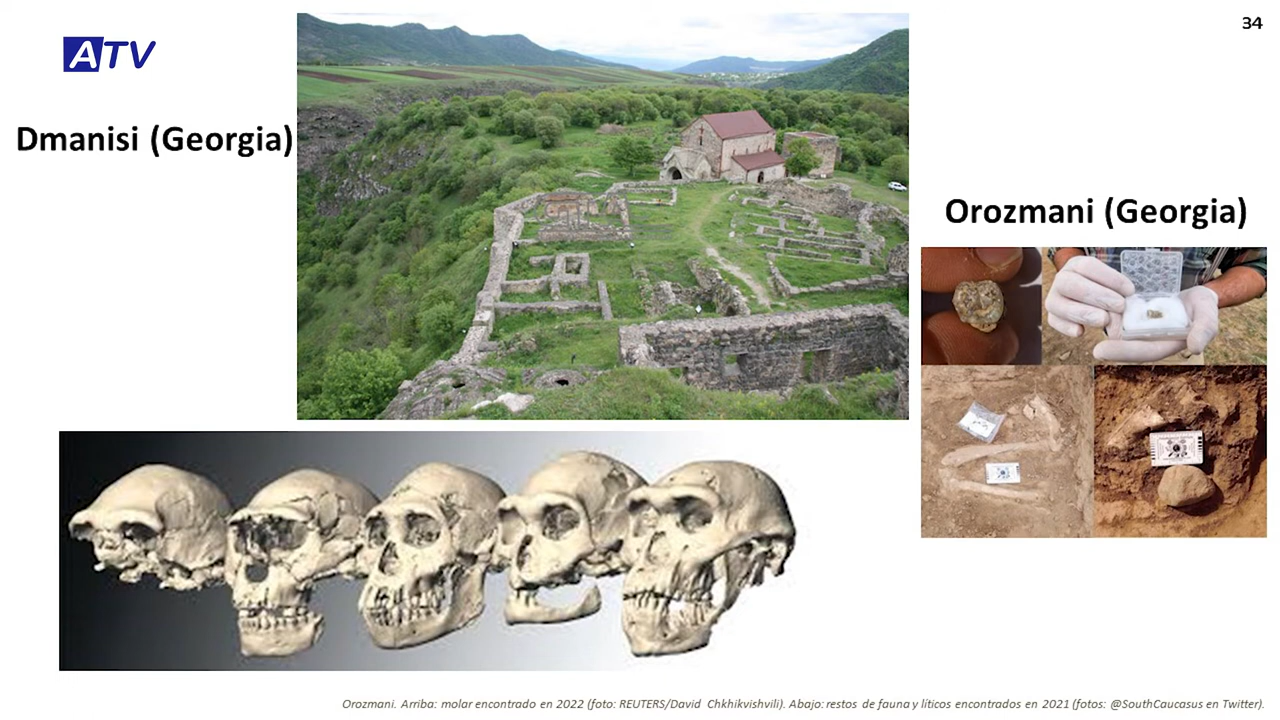 34
ATV
Dmanisi (Georgia)
Orozmani (Georgia)
Orozmani. Arriba: molar encontrado en 2022 (foto: REUTERS/David Chkhikvishvili). Abajo: restos de fauna y líticos encontrados en 2021 (fotos: @SouthCaucasus en Twitter).